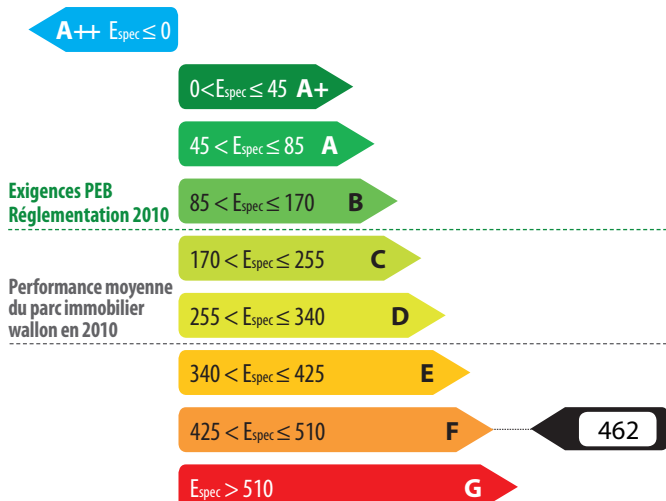 A++ Espec ≤ 0
0 < Espec ≤ 45 A+
45 < Espec ≤ 85 A
Exigences PEB
Réglementation 2010
85 < Espec ≤ 170 B
170 < Espec ≤ 255 C
Performance moyenne
du parc immobilier
wallon en 2010
255 < Espec ≤ 340 D
340 < Espec ≤ 425 E
425 < Espec ≤ 510 F 462
Espec > 510 G